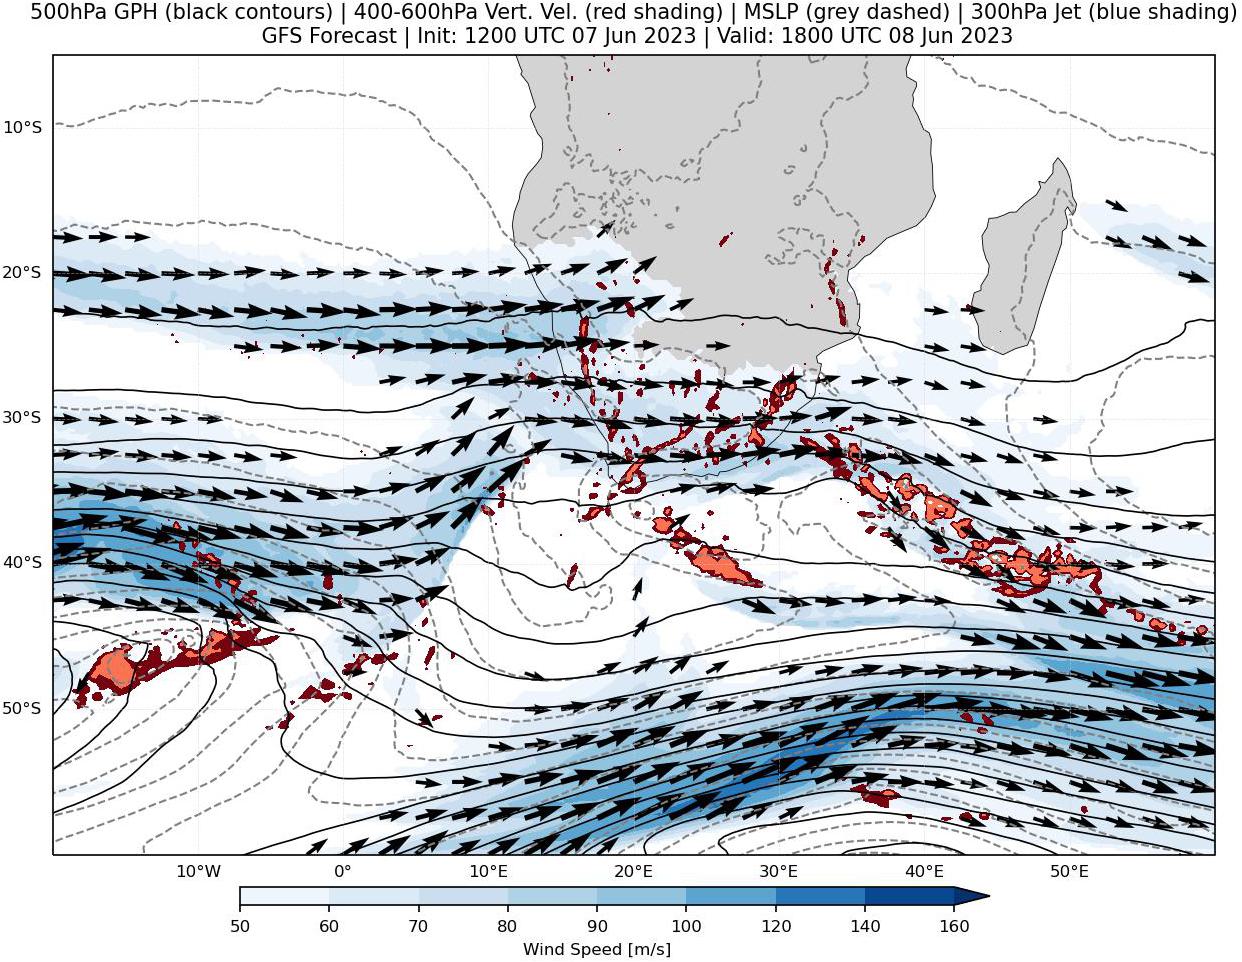 500hPa GPH (black contours) | 400-600hPa Vert. Vel. (red shading) | MSLP (grey dashed) | 300hPa Jet (blue shading)
GFS Forecast | Init: 1200 UTC 07 Jun 2023 | Valid: 1800 UTC 08 Jun 2023
10°S
20°S
30°S
40°S
50°S
10°W 0° 10°E 20°E 30°E 40°E 50°E
50 60 70 80 90 100 120 140 160
Wind Speed [m/s]